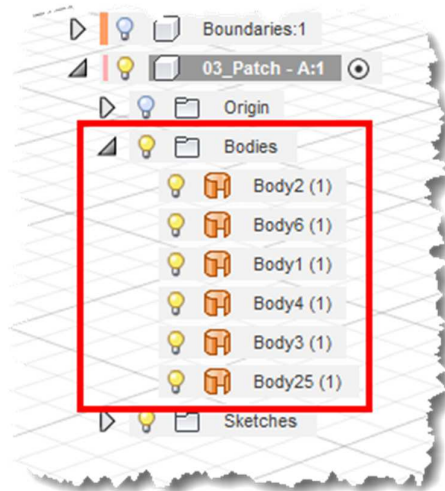 Boundaries:1
03_Patch - A:1
Origin
Bodies
Body2 (1)
Body6 (1)
Body1 (1)
Body4 (1)
Body3 (1)
Body25 (1)
Sketches